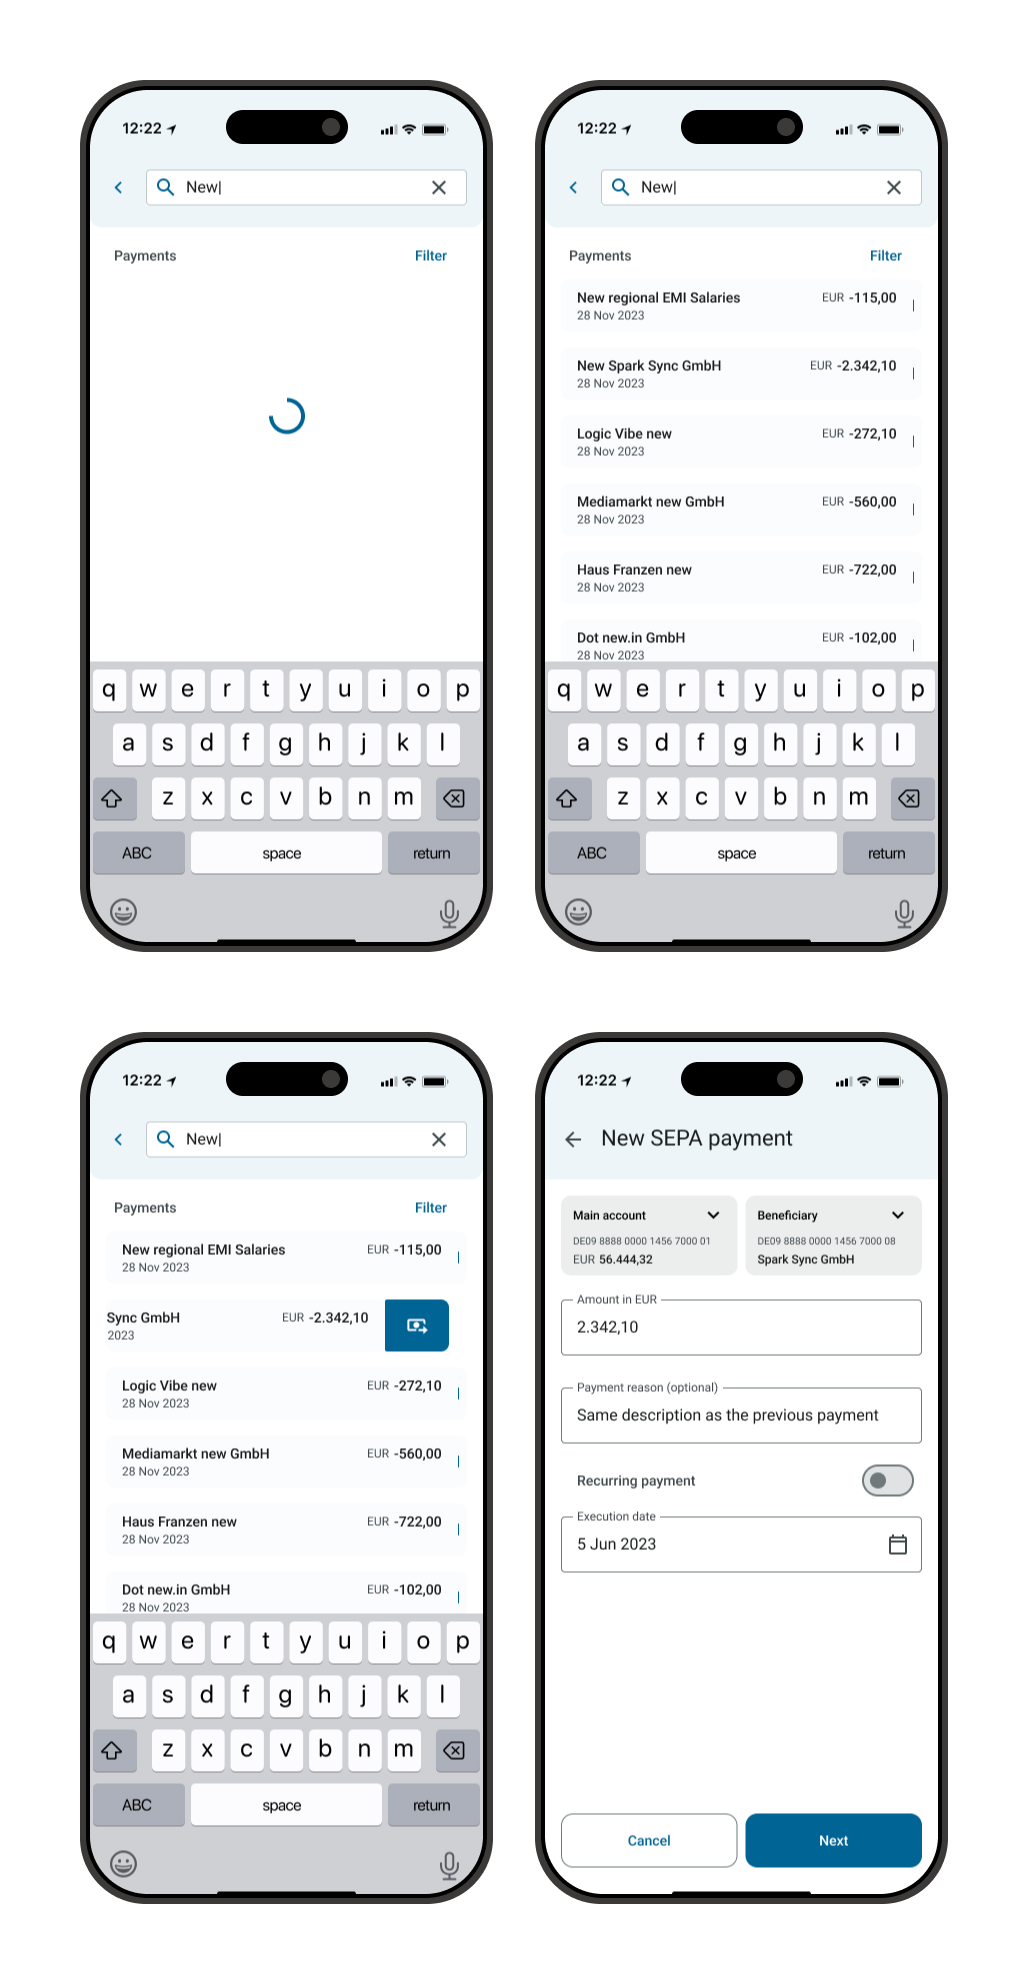 12:22
New
Payments Filter
q w e r t y u i o p
a s d f g h j k l
z x c v b n m
ABC space return
12:22
New
Payments Filter
New regional EMI Salaries EUR -115,00
28 Nov 2023
New Spark Sync GmbH EUR -2.342,10
28 Nov 2023
Logic Vibe new EUR -272,10
28 Nov 2023
Mediamarkt new GmbH EUR -560,00
28 Nov 2023
Haus Franzen new EUR -722,00
28 Nov 2023
Dot new.in GmbH EUR -102,00
28 Nov 2023
q w e r t y u i o p
a s d f g h j k l
z x c v b n m
ABC space return
12:22
New
Payments Filter
New regional EMI Salaries EUR -115,00
28 Nov 2023
Sync GmbH EUR -2.342,10
2023
Logic Vibe new EUR -272,10
28 Nov 2023
Mediamarkt new GmbH EUR -560,00
28 Nov 2023
Haus Franzen new EUR -722,00
28 Nov 2023
Dot new.in GmbH EUR -102,00
28 Nov 2023
q w e r t y u i o p
a s d f g h j k l
z x c v b n m
ABC space return
12:22
New SEPA payment
Main account
DE09 8888 0000 1456 7000 01
EUR 56.444,32
Beneficiary
DE09 8888 0000 1456 7000 08
Spark Sync GmbH
Amount in EUR
2.342,10
Payment reason (optional)
Same description as the previous payment
Recurring payment
Execution date
5 Jun 2023
Cancel Next